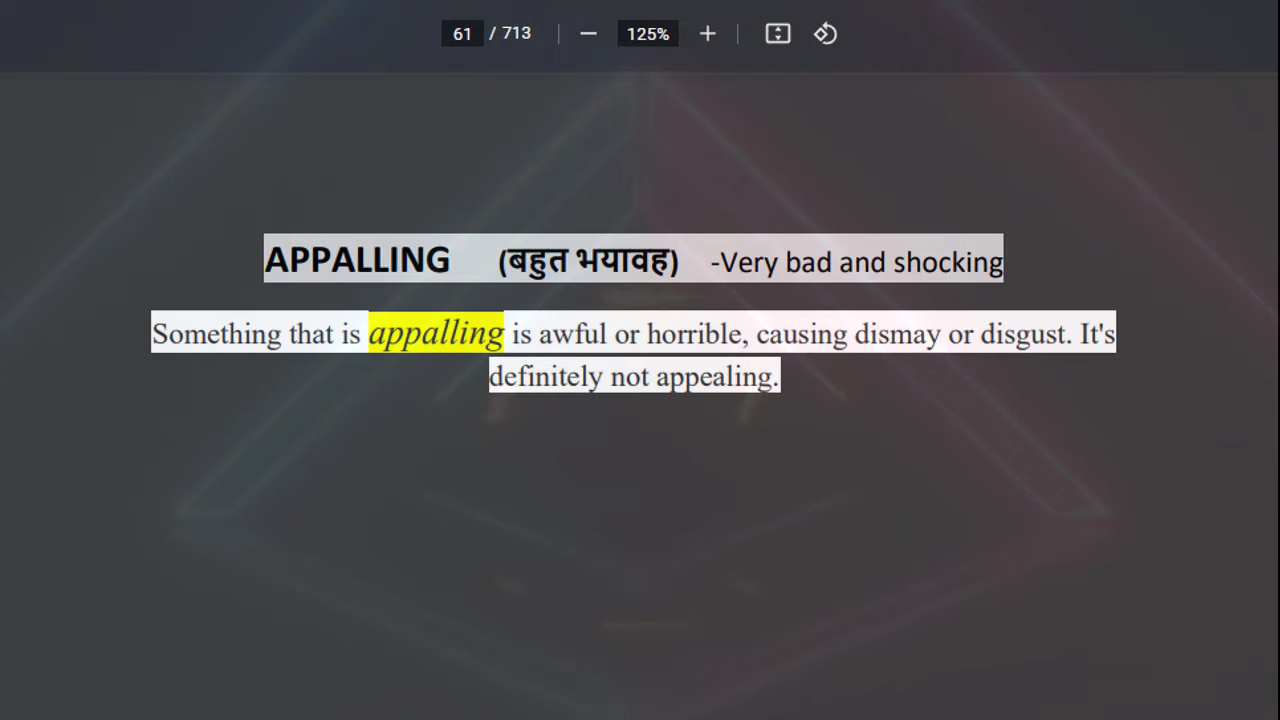 61 / 713 — 125% +
APPALLING (बहुत भयावह) -Very bad and shocking
Something that is appalling is awful or horrible, causing dismay or disgust. It's
definitely not appealing.